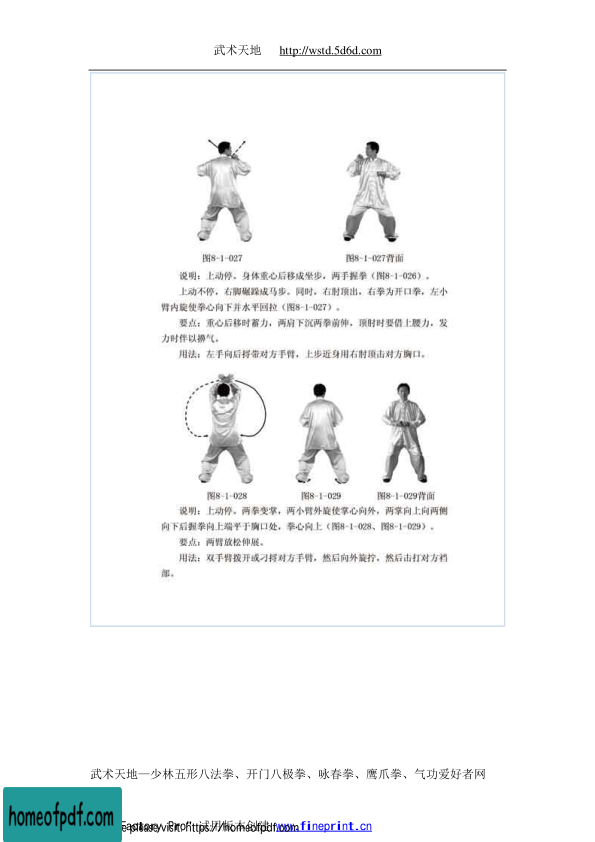 武术天地 http://wstd.5d6d.com
图8-1-027 图8-1-027背面
说明：上动停。身体重心后移成坐步，两手握拳（图8-1-026）。
上动不停，右脚碾跺成马步。同时，右肘顶出，右拳为开口拳，左小
臂内旋使拳心向下并水平回拉（图8-1-027）。
要点：重心后移时蓄力，两肩下沉两拳前伸，顶肘时要借上腰力，发
力时伴以擤气。
用法：左手向后捋带对方手臂，上步近身用右肘顶击对方胸口。
图8-1-028 图8-1-029 图8-1-029背面
说明：上动停。两拳变掌，两小臂外旋使掌心向外，两掌向上向两侧
向下后握拳向上端平于胸口处，拳心向上（图8-1-028、图8-1-029）。
要点：两臂放松伸展。
用法：双手臂拨开或刁捋对方手臂，然后向外旋拧，然后击打对方裆
部。
武术天地—少林五形八法拳、开门八极拳、咏春拳、鹰爪拳、气功爱好者网
homeofpdf.com
please visit: https://homeofpdf.com www.fineprint.cn